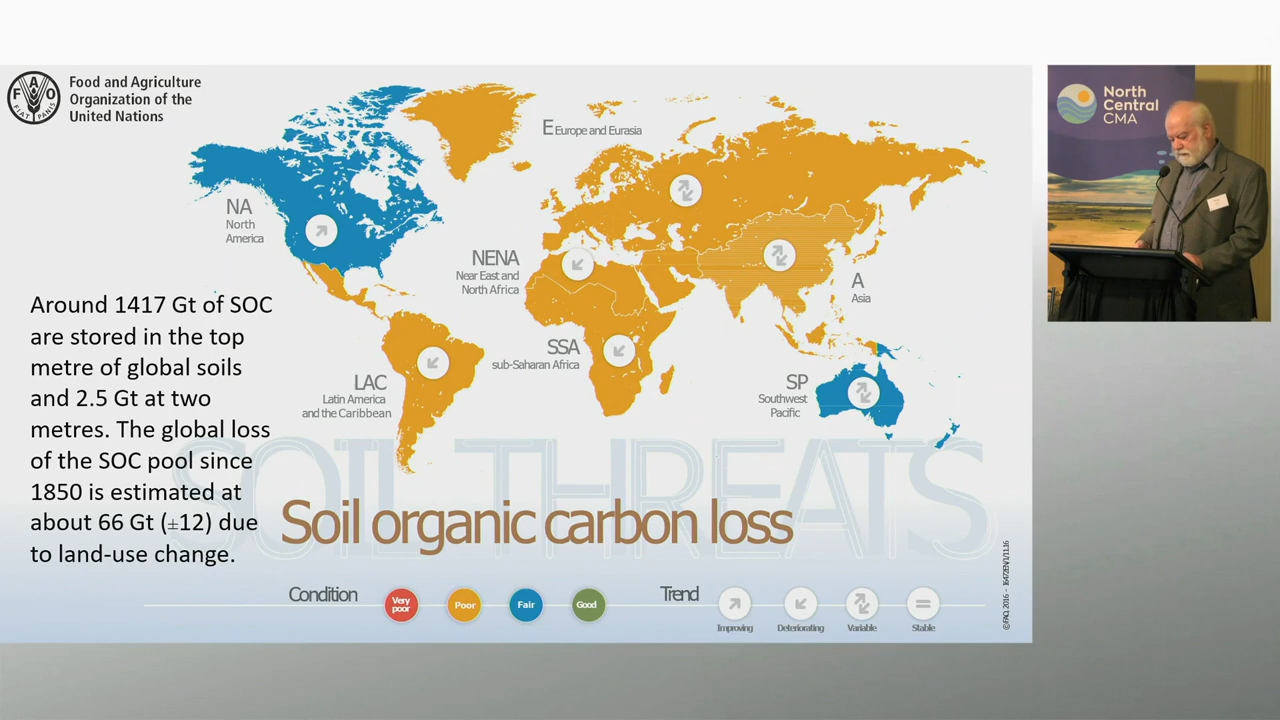 FAO
FIAT PANIS
Food and Agriculture
Organization of the
United Nations
E Europe and Eurasia
NA
North
America
NENA
Near East and
North Africa
A
Asia
SSA
sub-Saharan Africa
LAC
Latin America
and the Caribbean
SP
Southwest
Pacific
Around 1417 Gt of SOC
are stored in the top
metre of global soils
and 2.5 Gt at two
metres. The global loss
of the SOC pool since
1850 is estimated at
about 66 Gt (±12) due
to land-use change.
SOIL THREATS
Soil organic carbon loss
Condition
Very
poor
Poor
Fair
Good
Trend
Improving
Deteriorating
Variable
Stable
North
Central
CMA